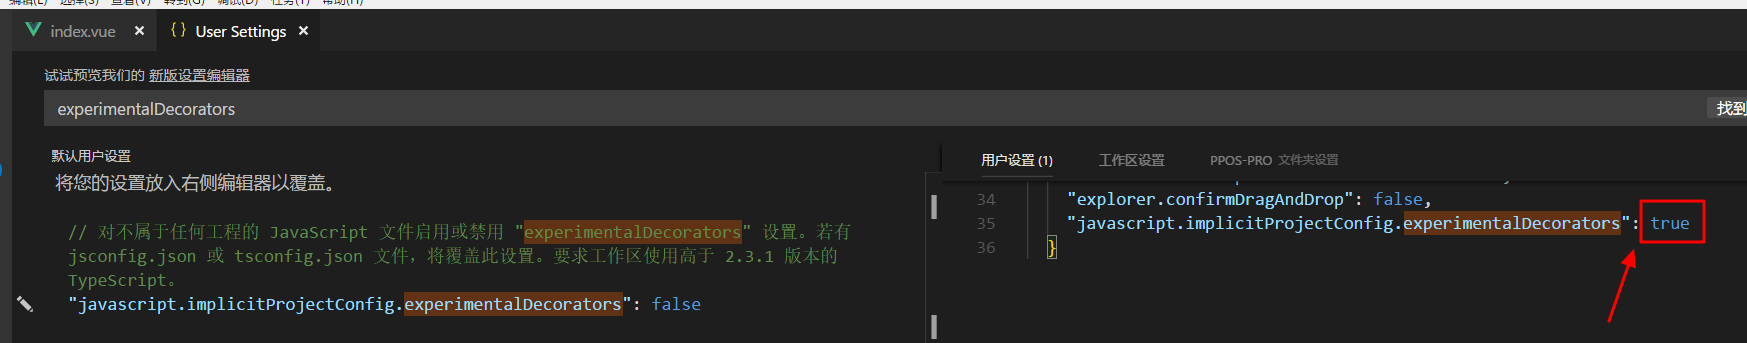 编辑(E) 选择(S) 查看(V) 转到(G) 调试(D) 任务(T) 帮助(H)
index.vue × {} User Settings ×
试试预览我们的 新版设置编辑器
experimentalDecorators
找到
默认用户设置
将您的设置放入右侧编辑器以覆盖。
// 对不属于任何工程的 JavaScript 文件启用或禁用 "experimentalDecorators" 设置。若有
jsconfig.json 或 tsconfig.json 文件，将覆盖此设置。要求工作区使用高于 2.3.1 版本的
TypeScript。
"javascript.implicitProjectConfig.experimentalDecorators": false
用户设置 (1) 工作区设置 PPOS-PRO 文件夹设置
34 "explorer.confirmDragAndDrop": false,
35 "javascript.implicitProjectConfig.experimentalDecorators": true
36 }